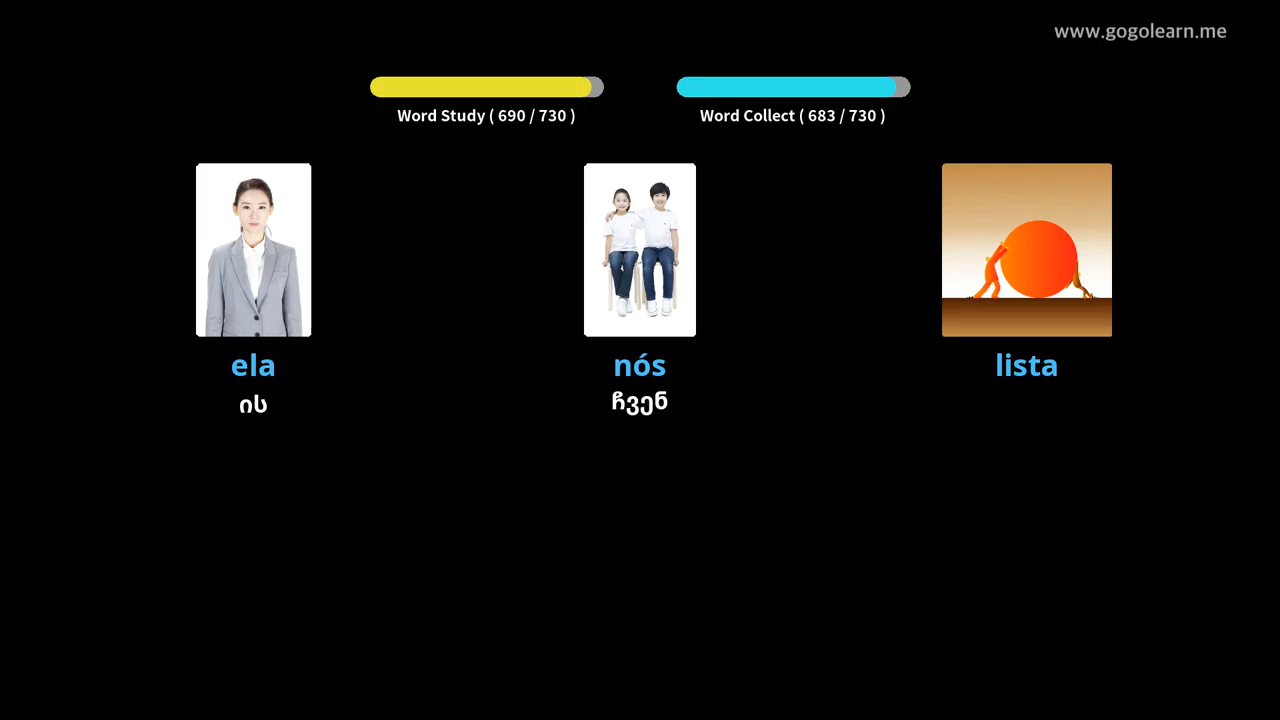 www.gogolearn.me
Word Study ( 690 / 730 )
Word Collect ( 683 / 730 )
ela
nós
lista
ის
ჩვენ